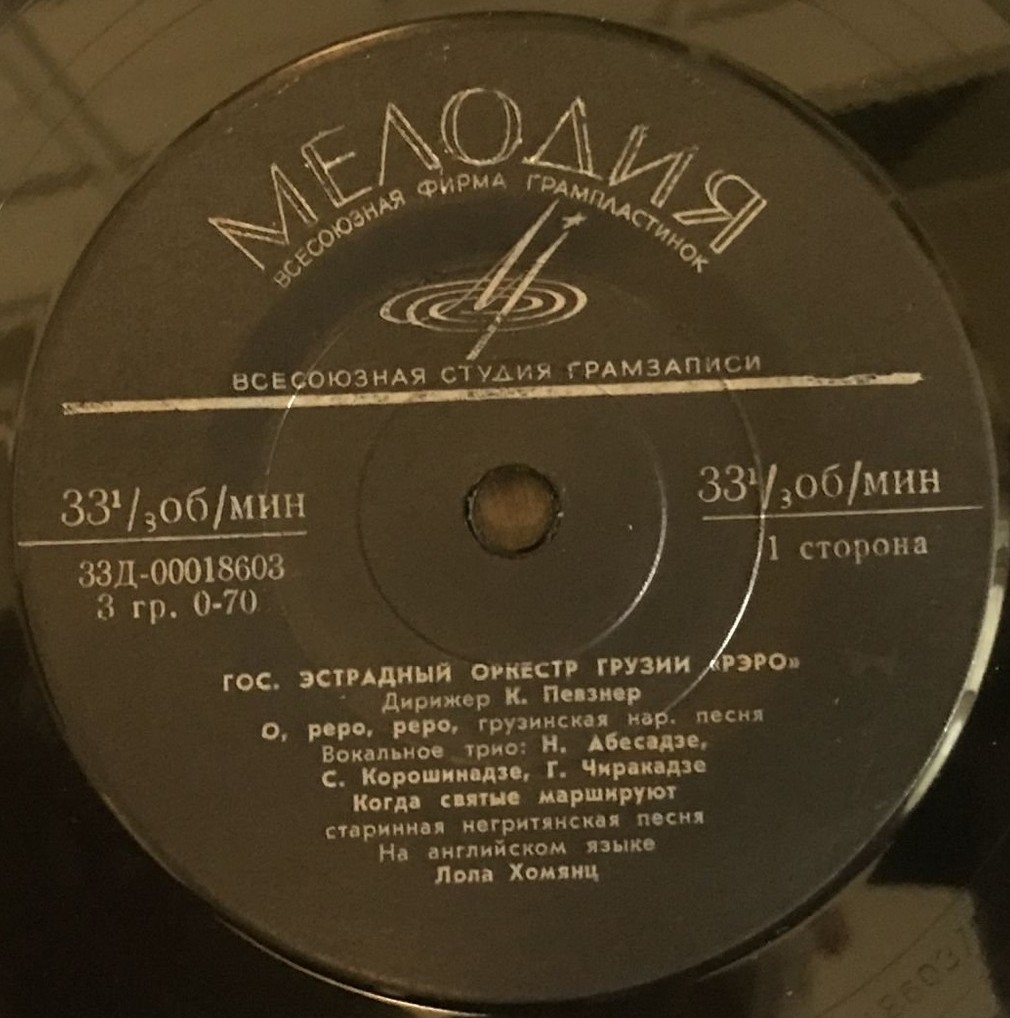 МЕЛОДИЯ
ВСЕСОЮЗНАЯ ФИРМА ГРАМПЛАСТИНОК
ВСЕСОЮЗНАЯ СТУДИЯ ГРАМЗАПИСИ
33¹/₃об/мин
33Д-00018603
3 гр. 0-70
33¹/₃об/мин
1 сторона
ГОС. ЭСТРАДНЫЙ ОРКЕСТР ГРУЗИИ «РЭРО»
Дирижер К. Певзнер
О, реро, реро, грузинская нар. песня
Вокальное трио: Н. Абесадзе,
С. Корошинадзе, Г. Чиракадзе
Когда святые маршируют
старинная негритянская песня
На английском языке
Лола Хомянц